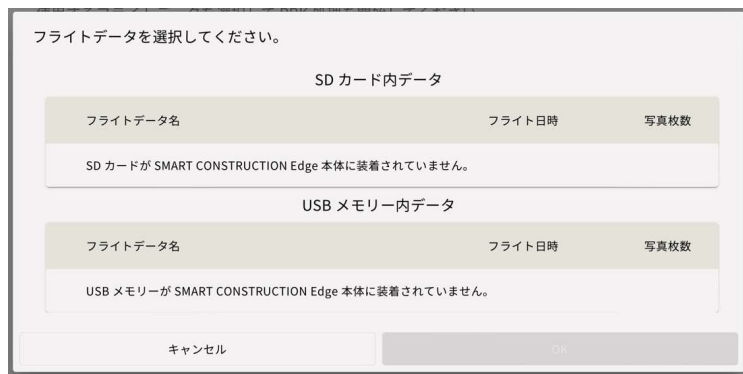 フライトデータを選択してください。
SD カード内データ
フライトデータ名 フライト日時 写真枚数
SD カードが SMART CONSTRUCTION Edge 本体に装着されていません。
USB メモリー内データ
フライトデータ名 フライト日時 写真枚数
USB メモリーが SMART CONSTRUCTION Edge 本体に装着されていません。
キャンセル OK